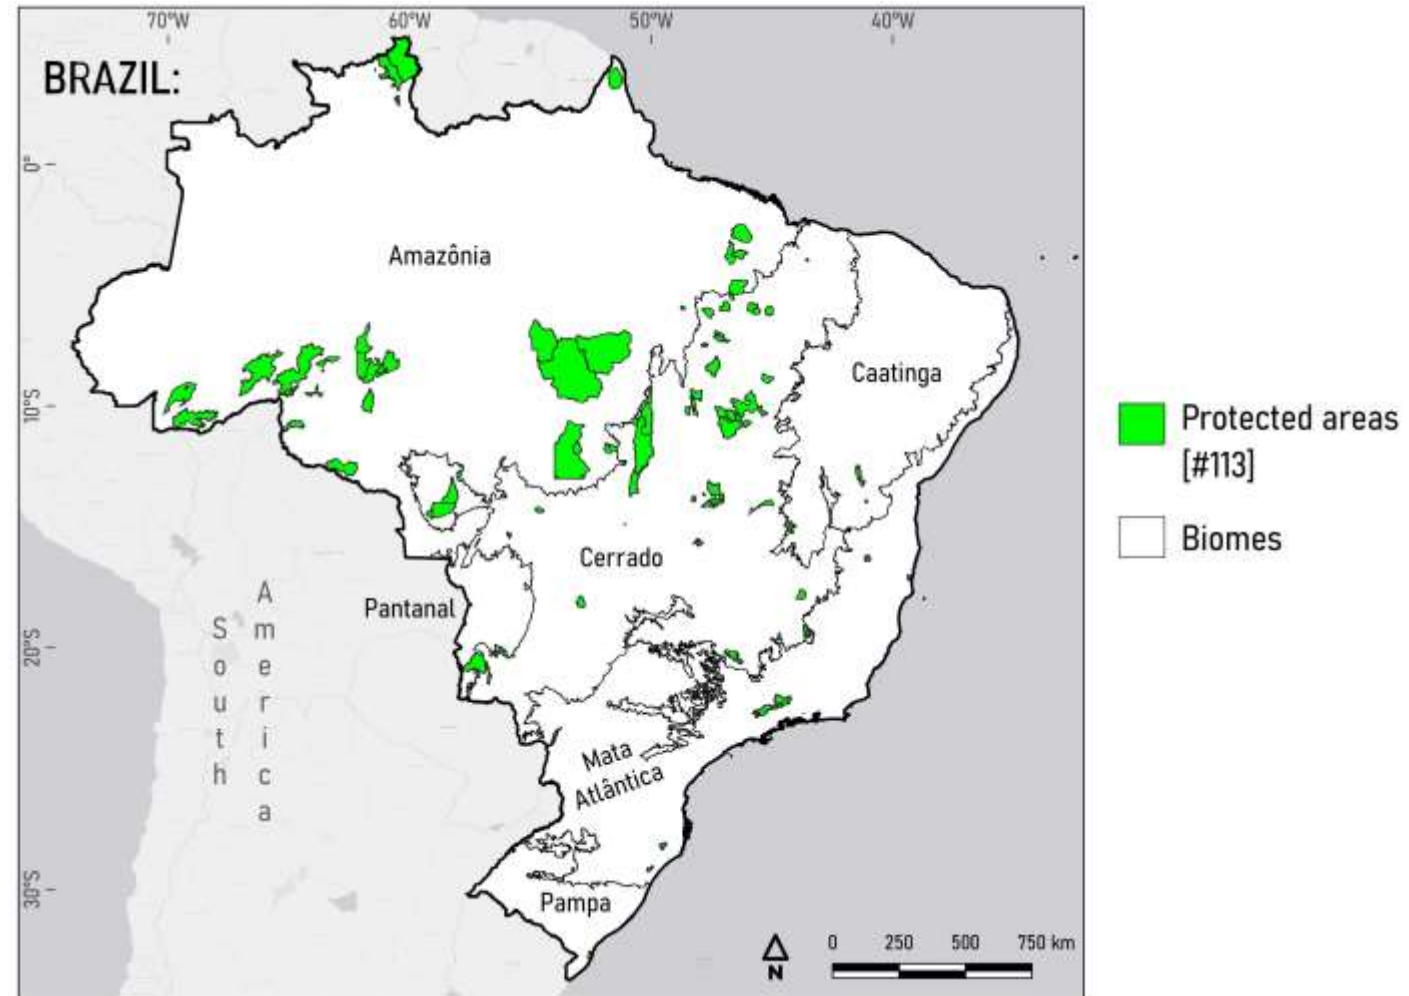 70°W 60°W 50°W 40°W
BRAZIL:
0°
10°S
20°S
30°S
Amazônia
Caatinga
Cerrado
Pantanal
Mata
Atlântica
Pampa
South
America
N
0 250 500 750 km
Protected areas
[#113]
Biomes